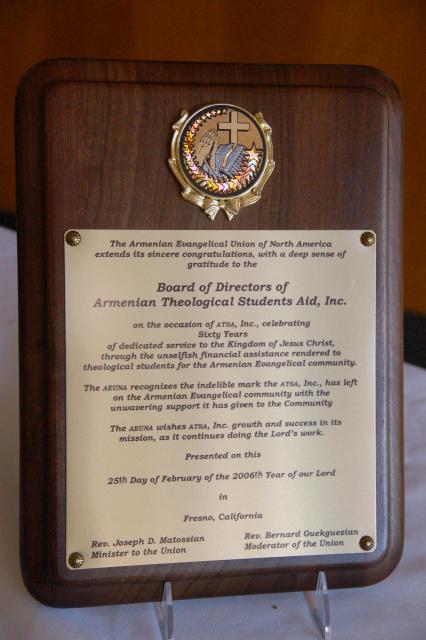 The Armenian Evangelical Union of North America
extends its sincere congratulations, with a deep sense of
gratitude to the
Board of Directors of
Armenian Theological Students Aid, Inc.
on the occasion of ATSA, Inc., celebrating
Sixty Years
of dedicated service to the Kingdom of Jesus Christ,
through the unselfish financial assistance rendered to
theological students for the Armenian Evangelical community.
The AEUNA recognizes the indelible mark the ATSA, Inc., has left
on the Armenian Evangelical community with the
unwavering support it has given to the Community
The AEUNA wishes ATSA, Inc. growth and success in its
mission, as it continues doing the Lord's work.
Presented on this
25th Day of February of the 2006th Year of our Lord
in
Fresno, California
Rev. Joseph D. Matossian
Minister to the Union
Rev. Bernard Guekguezian
Moderator of the Union